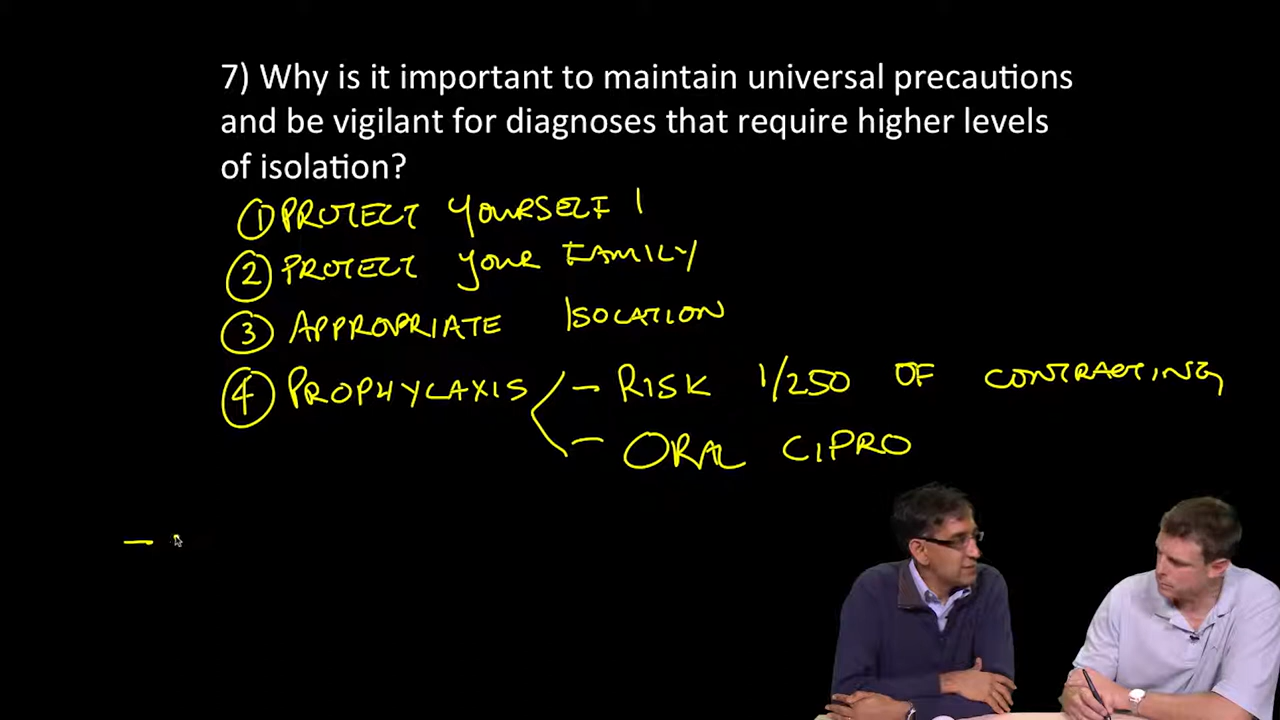 7) Why is it important to maintain universal precautions
and be vigilant for diagnoses that require higher levels
of isolation?
① PROTECT YOURSELF !
② PROTECT YOUR FAMILY
③ APPROPRIATE ISOLATION
④ PROPHYLAXIS – RISK 1/250 OF CONTRACTING
– ORAL CIPRO
–